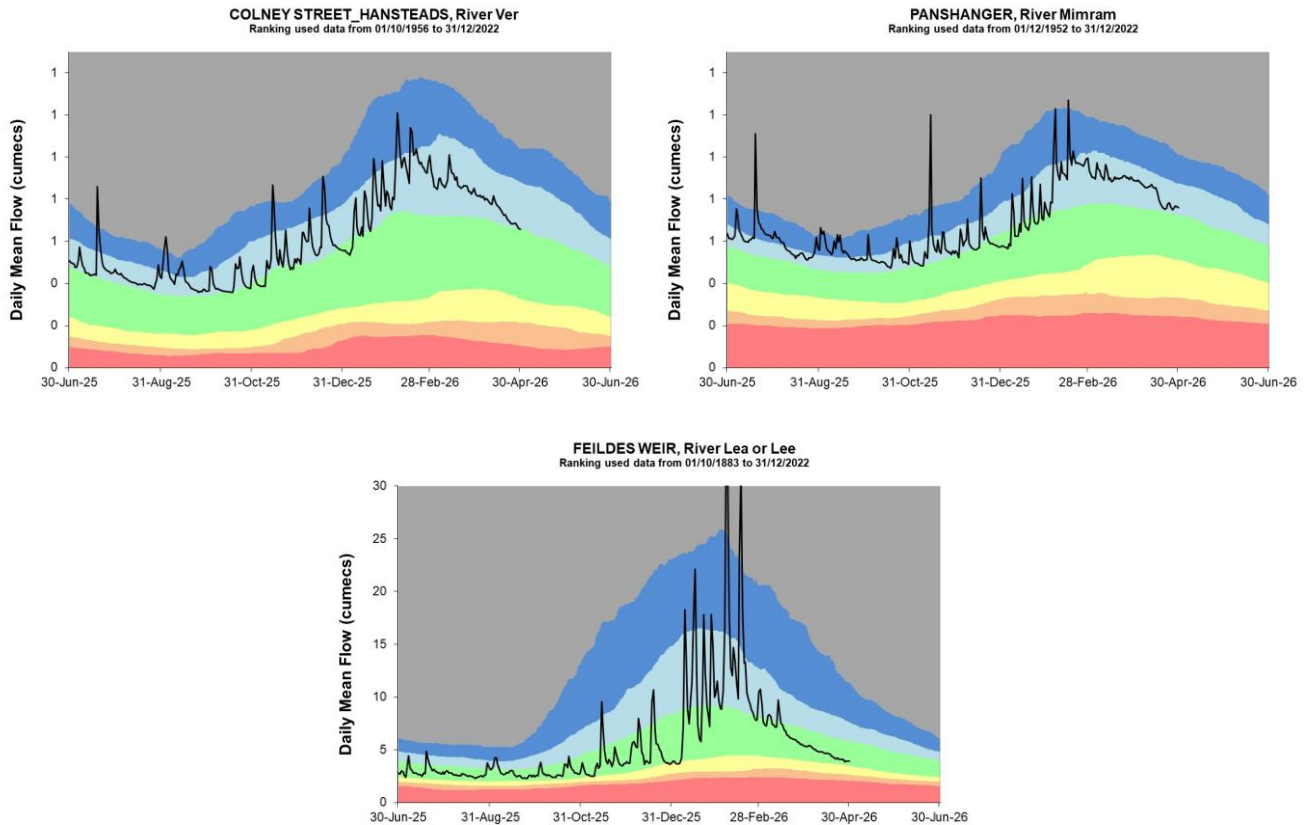 COLNEY STREET_HANSTEADS, River Ver
Ranking used data from 01/10/1956 to 31/12/2022
Daily Mean Flow (cumecs)
1
1
1
1
1
0
0
0
30-Jun-25 31-Aug-25 31-Oct-25 31-Dec-25 28-Feb-26 30-Apr-26 30-Jun-26
PANSHANGER, River Mimram
Ranking used data from 01/12/1952 to 31/12/2022
Daily Mean Flow (cumecs)
1
1
1
1
1
0
0
0
30-Jun-25 31-Aug-25 31-Oct-25 31-Dec-25 28-Feb-26 30-Apr-26 30-Jun-26
FEILDES WEIR, River Lea or Lee
Ranking used data from 01/10/1883 to 31/12/2022
Daily Mean Flow (cumecs)
30
25
20
15
10
5
0
30-Jun-25 31-Aug-25 31-Oct-25 31-Dec-25 28-Feb-26 30-Apr-26 30-Jun-26